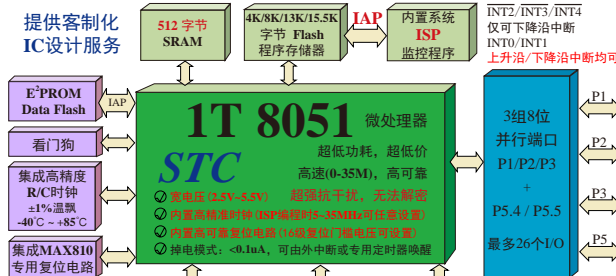 提供客制化
IC设计服务
512 字节
SRAM
4K/8K/13K/15.5K
字节 Flash
程序存储器
IAP
内置系统
ISP
监控程序
INT2/INT3/INT4
仅可下降沿中断
INT0/INT1
上升沿/下降沿中断均可
E²PROM
Data Flash
IAP
看门狗
集成高精度
R/C时钟
±1%温飘
-40℃ ~ +85℃
集成MAX810
专用复位电路
1T 8051 微处理器
超低功耗，超低价
STC 高速(0-35M)，高可靠
宽电压(2.5V~5.5V) 超强抗干扰，无法解密
内置高精准时钟(ISP编程时5~35MHz可任意设置)
内置高可靠复位电路(16级复位门槛电压可设置)
掉电模式：<0.1uA，可由外中断或专用定时器唤醒
3组8位
并行端口
P1/P2/P3
+
P5.4 / P5.5
最多26个I/O
P1
P2
P3
P5